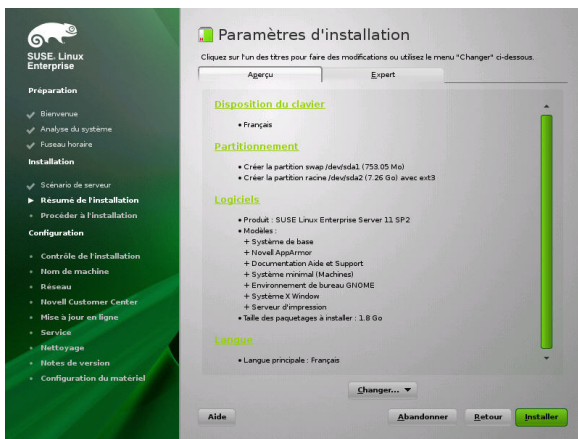 SUSE Linux
Enterprise
Préparation
Bienvenue
Analyse du système
Fuseau horaire
Installation
Scénario de serveur
Résumé de l'installation
Procéder à l'installation
Configuration
Contrôle de l'installation
Nom de machine
Réseau
Novell Customer Center
Mise à jour en ligne
Service
Nettoyage
Notes de version
Configuration du matériel
Paramètres d'installation
Cliquez sur l'un des titres pour faire des modifications ou utilisez le menu "Changer" ci-dessous.
Aperçu
Expert
Disposition du clavier
• Français
Partitionnement
• Créer la partition swap /dev/sda1 (753.05 Mo)
• Créer la partition racine /dev/sda2 (7.26 Go) avec ext3
Logiciels
• Produit : SUSE Linux Enterprise Server 11 SP2
• Modèles :
+ Système de base
+ Novell AppArmor
+ Documentation Aide et Support
+ Système minimal (Machines)
+ Environnement de bureau GNOME
+ Système X Window
+ Serveur d'impression
• Taille des paquetages à installer : 1.8 Go
Langue
• Langue principale : Français
Changer...
Aide
Abandonner
Retour
Installer